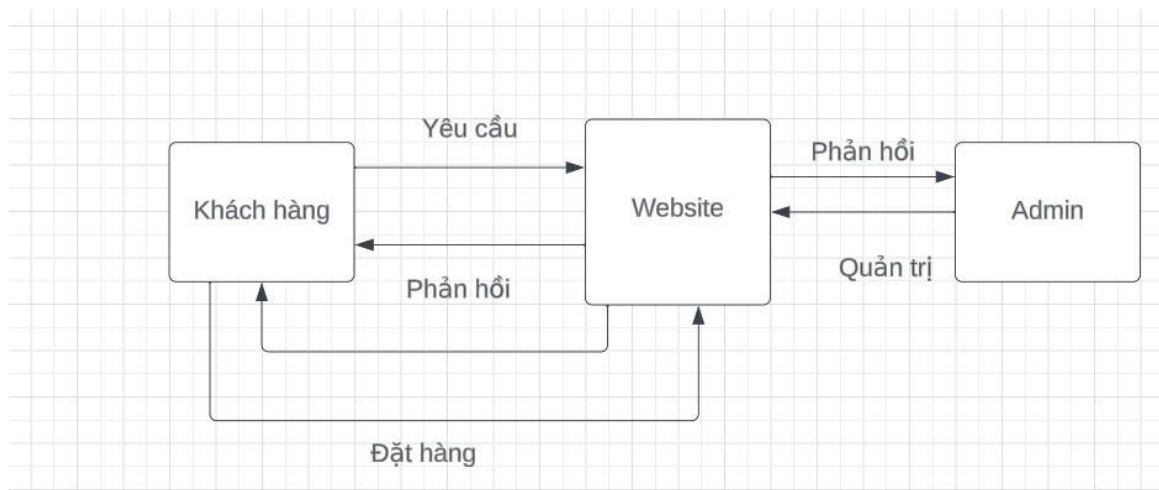 Yêu cầu
Phản hồi
Khách hàng
Website
Admin
Phản hồi
Quản trị
Đặt hàng